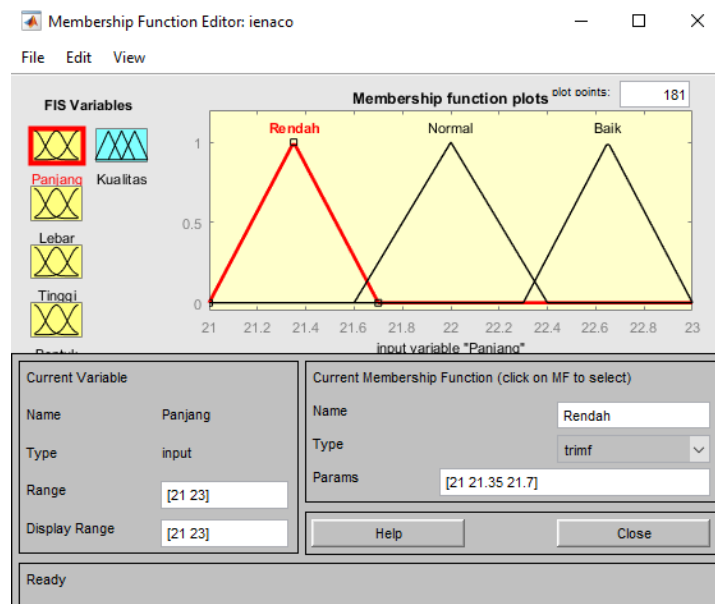 Membership Function Editor: ienaco
File Edit View
FIS Variables
Membership function plots
plot points:
181
Panjang
Kualitas
Lebar
Tinggi
Bentuk
Rendah
Normal
Baik
1
0.5
0
21 21.2 21.4 21.6 21.8 22 22.2 22.4 22.6 22.8 23
input variable "Panjang"
Current Variable
Name Panjang
Type input
Range [21 23]
Display Range [21 23]
Current Membership Function (click on MF to select)
Name Rendah
Type trimf
Params [21 21.35 21.7]
Help Close
Ready